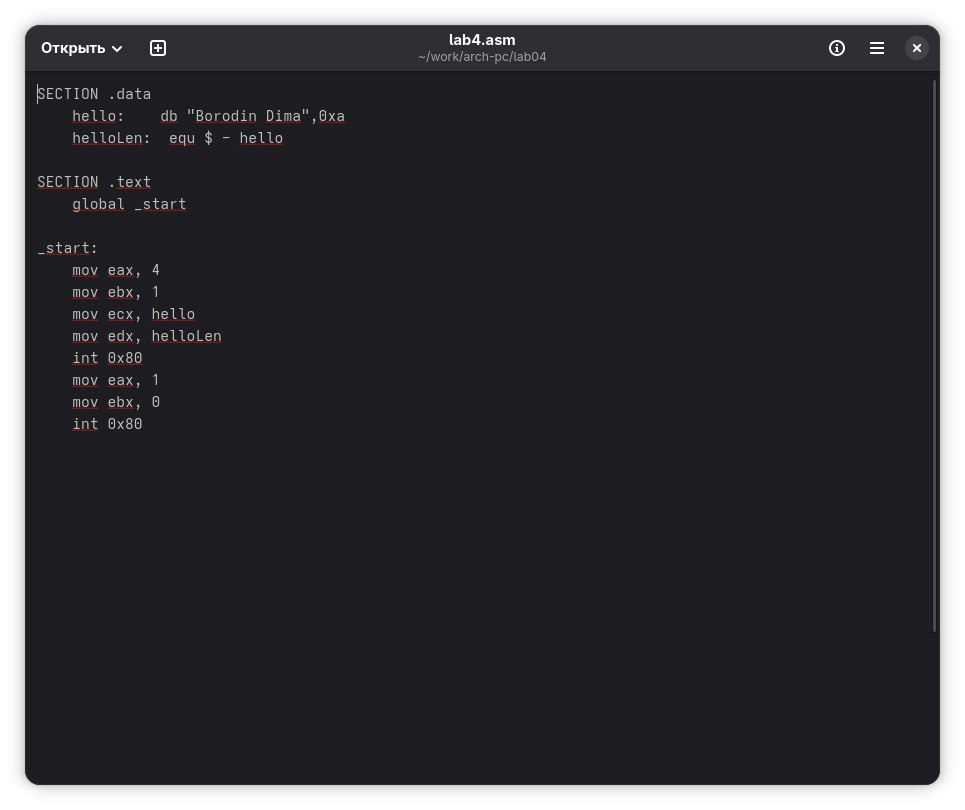 Открыть
lab4.asm
~/work/arch-pc/lab04
SECTION .data
    hello:    db "Borodin Dima",0xa
    helloLen:  equ $ - hello

SECTION .text
    global _start

_start:
    mov eax, 4
    mov ebx, 1
    mov ecx, hello
    mov edx, helloLen
    int 0x80
    mov eax, 1
    mov ebx, 0
    int 0x80